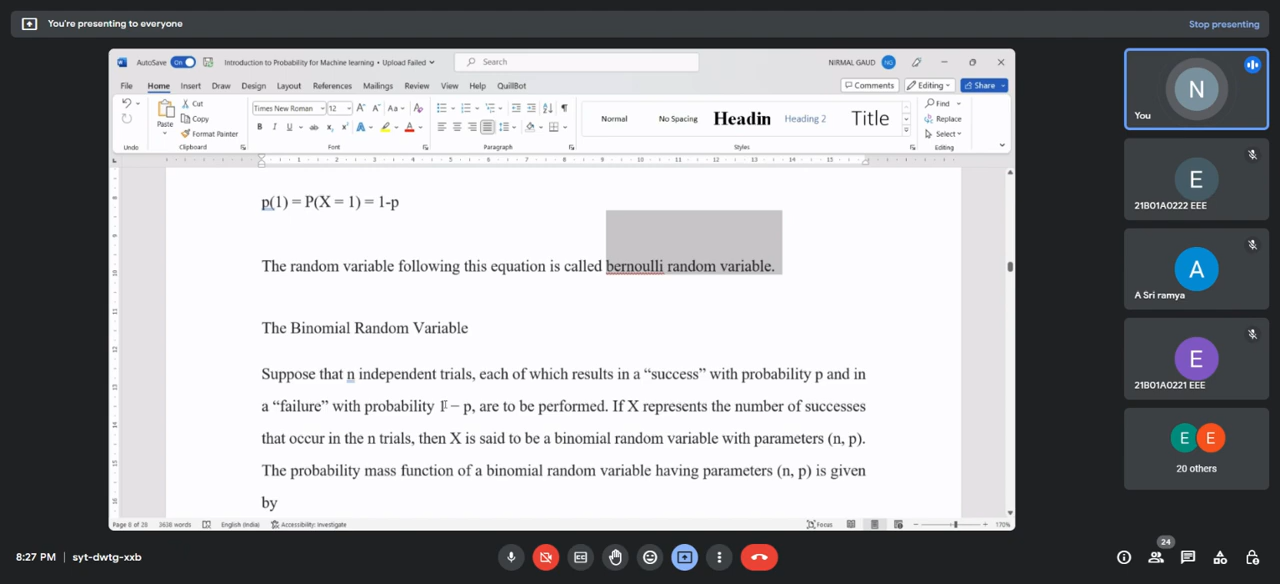 You're presenting to everyone
Stop presenting
AutoSave On Introduction to Probability for Machine learning • Upload Failed Search NIRMAL GAUD NG
File Home Insert Draw Design Layout References Mailings Review View Help QuillBot Comments Editing Share
Paste Cut Copy Format Painter
Times New Roman 12
Normal No Spacing Headin Heading 2 Title
Find Replace Select
Undo Clipboard Font Paragraph Styles Editing
p(1) = P(X = 1) = 1-p
The random variable following this equation is called bernoulli random variable.
The Binomial Random Variable
Suppose that n independent trials, each of which results in a “success” with probability p and in
a “failure” with probability 1 – p, are to be performed. If X represents the number of successes
that occur in the n trials, then X is said to be a binomial random variable with parameters (n, p).
The probability mass function of a binomial random variable having parameters (n, p) is given
by
Page 8 of 28 3638 words English (India) Accessibility: Investigate Focus 170%
N
You
E
21B01A0222 EEE
A
A Sri ramya
E
21B01A0221 EEE
E E
20 others
8:27 PM | syt-dwtg-xxb
24